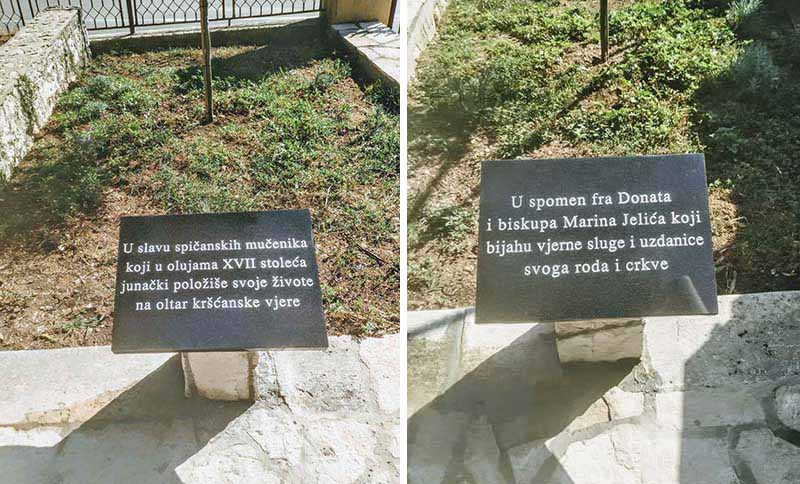 U slavu spičanskih mučenika
koji u olujama XVII stoleća
junački položiše svoje živote
na oltar kršćanske vjere
U spomen fra Donata
i biskupa Marina Jelića koji
bijahu vjerne sluge i uzdanice
svoga roda i crkve